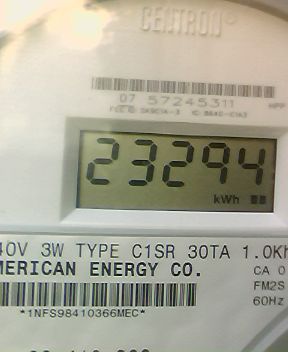 CENTRON
07 57245311
23294
kWh
40V 3W TYPE C1SR 30TA 1.0Kh
MERICAN ENERGY CO.
CA 0
FM2S
60Hz
*1NFS98410366MEC*